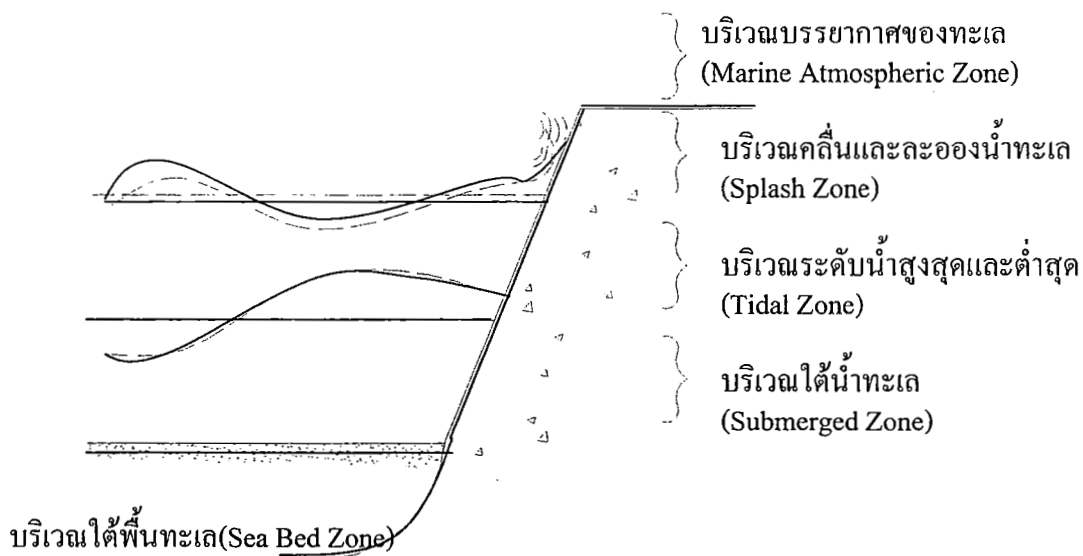 บริเวณบรรยากาศของทะเล
(Marine Atmospheric Zone)
บริเวณคลื่นและละอองน้ำทะเล
(Splash Zone)
บริเวณระดับน้ำสูงสุดและต่ำสุด
(Tidal Zone)
บริเวณใต้น้ำทะเล
(Submerged Zone)
บริเวณใต้พื้นทะเล(Sea Bed Zone)